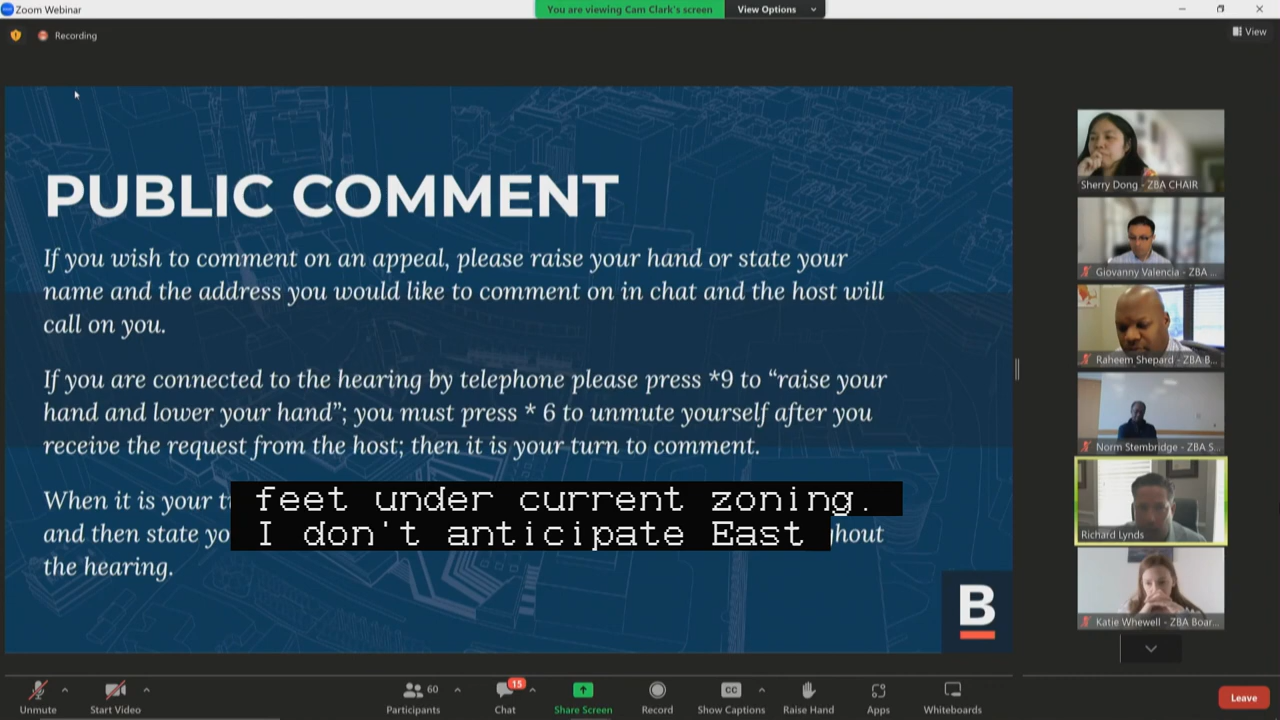 Zoom Webinar
You are viewing Cam Clark's screen
View Options
Recording
View
PUBLIC COMMENT
If you wish to comment on an appeal, please raise your hand or state your
name and the address you would like to comment on in chat and the host will
call on you.
If you are connected to the hearing by telephone please press *9 to “raise your
hand and lower your hand”; you must press * 6 to unmute yourself after you
receive the request from the host; then it is your turn to comment.
When it is your
and then state
the hearing.
feet under current zoning.
I don't anticipate East
B
Sherry Dong - ZBA CHAIR
Giovanny Valencia - ZBA ...
Raheem Shepard - ZBA B...
Norm Stembridge - ZBA S...
Richard Lynds
Katie Whewell - ZBA Boar...
Unmute
Start Video
60
Participants
15
Chat
Share Screen
Record
CC
Show Captions
Raise Hand
Apps
Whiteboards
Leave